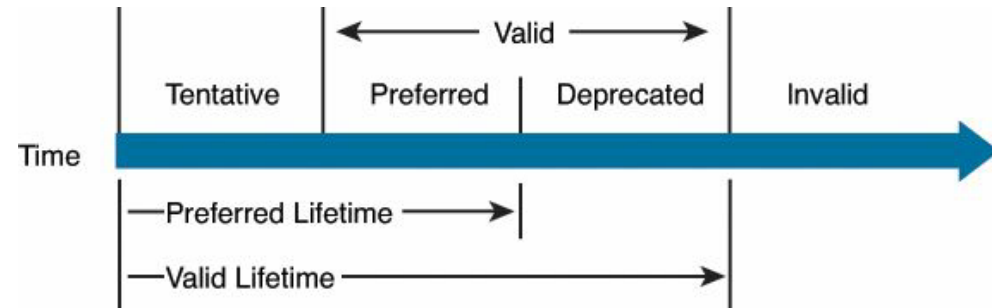 Valid
Tentative Preferred Deprecated Invalid
Time
Preferred Lifetime
Valid Lifetime